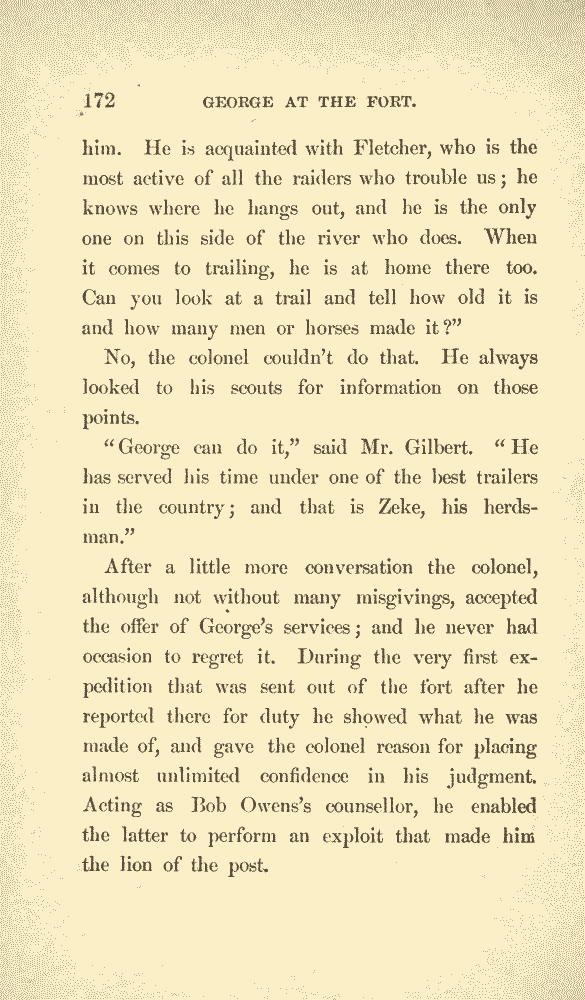 172 GEORGE AT THE FORT.
him. He is acquainted with Fletcher, who is the
most active of all the raiders who trouble us; he
knows where he hangs out, and he is the only
one on this side of the river who does. When
it comes to trailing, he is at home there too.
Can you look at a trail and tell how old it is
and how many men or horses made it?”
No, the colonel couldn’t do that. He always
looked to his scouts for information on those
points.
“George can do it,” said Mr. Gilbert. “He
has served his time under one of the best trailers
in the country; and that is Zeke, his herds-
man.”
After a little more conversation the colonel,
although not without many misgivings, accepted
the offer of George’s services; and he never had
occasion to regret it. During the very first ex-
pedition that was sent out of the fort after he
reported there for duty he showed what he was
made of, and gave the colonel reason for placing
almost unlimited confidence in his judgment.
Acting as Bob Owens’s counsellor, he enabled
the latter to perform an exploit that made him
the lion of the post.